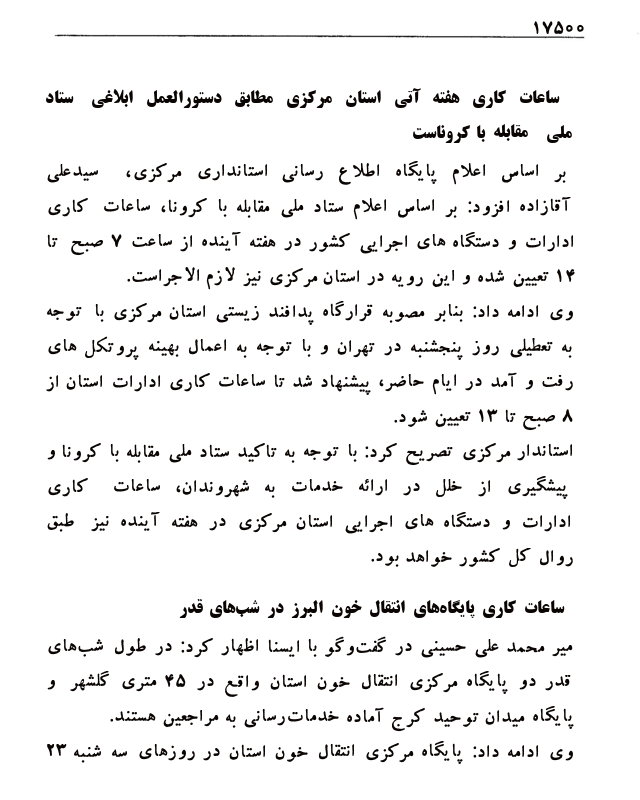 ۱۷۵۰۰
ساعات کاری هفته آتی استان مرکزی مطابق دستورالعمل ابلاغی ستاد
ملی مقابله با کروناست
بر اساس اعلام پایگاه اطلاع رسانی استانداری مرکزی، سیدعلی
آقازاده افزود: بر اساس اعلام ستاد ملی مقابله با کرونا، ساعات کاری
ادارات و دستگاه های اجرایی کشور در هفته آینده از ساعت ۷ صبح تا
۱۴ تعیین شده و این رویه در استان مرکزی نیز لازم الاجراست.
وی ادامه داد: بنابر مصوبه قرارگاه پدافند زیستی استان مرکزی با توجه
به تعطیلی روز پنجشنبه در تهران و با توجه به اعمال بهینه پروتکل های
رفت و آمد در ایام حاضر، پیشنهاد شد تا ساعات کاری ادارات استان از
۸ صبح تا ۱۳ تعیین شود.
استاندار مرکزی تصریح کرد: با توجه به تاکید ستاد ملی مقابله با کرونا و
پیشگیری از خلل در ارائه خدمات به شهروندان، ساعات کاری
ادارات و دستگاه های اجرایی استان مرکزی در هفته آینده نیز طبق
روال کل کشور خواهد بود.
ساعات کاری پایگاه‌های انتقال خون البرز در شب‌های قدر
میر محمد علی حسینی در گفت‌وگو با ایسنا اظهار کرد: در طول شب‌های
قدر دو پایگاه مرکزی انتقال خون استان واقع در ۴۵ متری گلشهر و
پایگاه میدان توحید کرج آماده خدمات‌رسانی به مراجعین هستند.
وی ادامه داد: پایگاه مرکزی انتقال خون استان در روزهای سه شنبه ۲۳